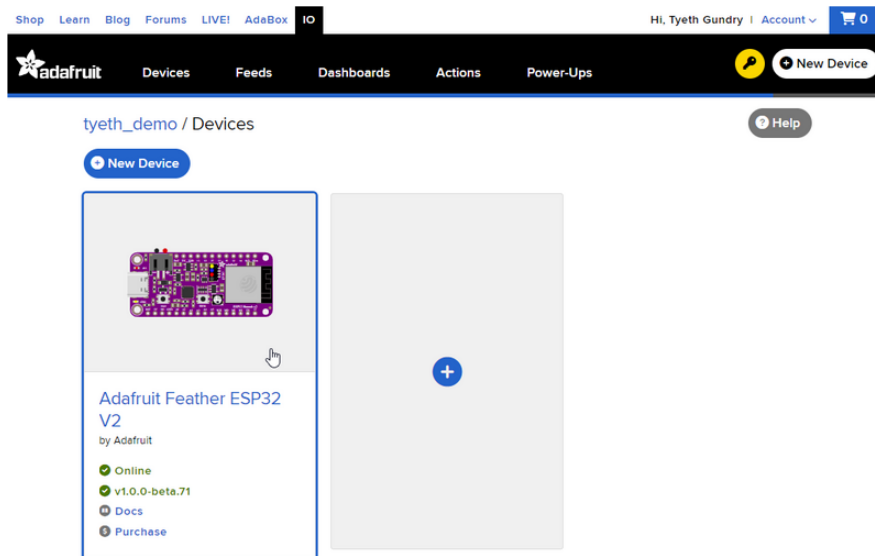 Shop Learn Blog Forums LIVE! AdaBox IO Hi, Tyeth Gundry | Account 0
adafruit Devices Feeds Dashboards Actions Power-Ups New Device
tyeth_demo / Devices ? Help
New Device
Adafruit Feather ESP32
V2
by Adafruit
Online
v1.0.0-beta.71
Docs
$ Purchase